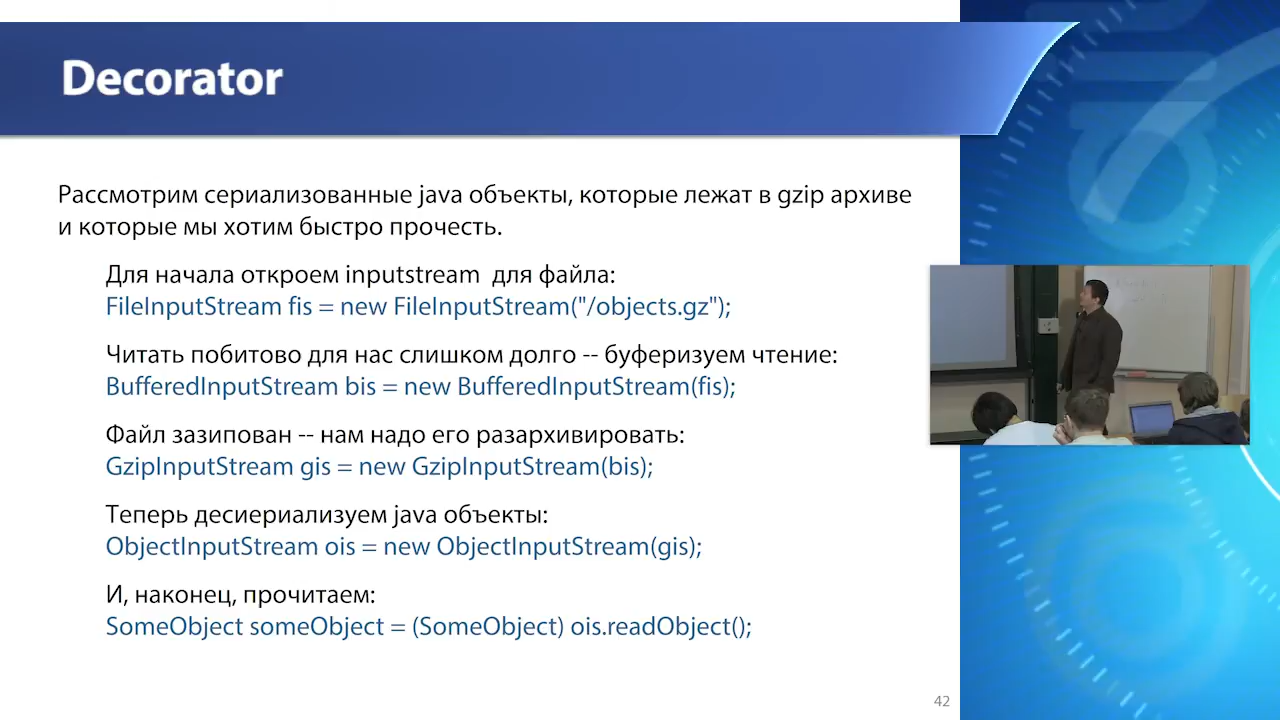 Decorator
Рассмотрим сериализованные java объекты, которые лежат в gzip архиве
и которые мы хотим быстро прочесть.
Для начала откроем inputstream для файла:
FileInputStream fis = new FileInputStream("/objects.gz");
Читать побитово для нас слишком долго -- буферизуем чтение:
BufferedInputStream bis = new BufferedInputStream(fis);
Файл зазипован -- нам надо его разархивировать:
GzipInputStream gis = new GzipInputStream(bis);
Теперь десиериализуем java объекты:
ObjectInputStream ois = new ObjectInputStream(gis);
И, наконец, прочитаем:
SomeObject someObject = (SomeObject) ois.readObject();
42